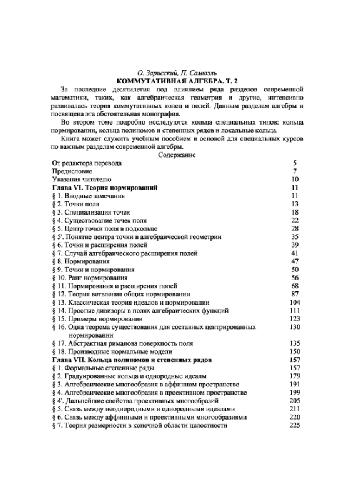 О. Зарисский, П. Самюэль
КОММУТАТИВНАЯ АЛГЕБРА. Т. 2
За последние десятилетия под влиянием ряда разделов современной
математики, таких, как алгебраическая геометрия и другие, интенсивно
развивалась теория коммутативных колец и полей. Данным разделам алгебры и
посвящена эта обстоятельная монография.
Во втором томе подробно исследуются кольца специальных типов: кольца
нормирования, кольца полиномов и степенных рядов и локальные кольца.
Книга может служить учебным пособием и основой для специальных курсов
по важным разделам современной алгебры.
Содержание
От редактора перевода 5
Предисловие 7
Указания читателю 10
Глава VI. Теория нормирований 11
§ 1. Вводные замечания 11
§ 2. Точки поля 13
§ 3. Специализации точек 18
§ 4. Существование точек поля 22
§ 5. Центр точки поля в подкольце 28
§ 5'. Понятие центра точки в алгебраической геометрии 35
§ 6. Точки и расширения полей 39
§ 7. Случай алгебраического расширения полей 41
§ 8. Нормирования 47
§ 9. Точки и нормирования 50
§ 10. Ранг нормирования 56
§ 11. Нормирования и расширения полей 68
§ 12. Теория ветвления общих нормирований 87
§ 13. Классическая теория идеалов и нормирования 104
§ 14. Простые дивизоры в полях алгебраических функций 111
§ 15. Примеры нормирований 123
§ 16. Одна теорема существования для составных центрированных 130
нормирований
§ 17. Абстрактная риманова поверхность поля 135
§ 18. Производные нормальные модели 150
Глава VII. Кольца полиномов и степенных рядов 157
§ 1. Формальные степенные ряды 157
§ 2. Градуированные кольца и однородные идеалы 179
§ 3. Алгебраические многообразия в аффинном пространстве 191
§ 4. Алгебраические многообразия в проективном пространстве 199
§ 4'. Дальнейшие свойства проективных многообразий 205
§ 5. Связь между неоднородными и однородными идеалами 211
§ 6. Связь между аффинными и проективными многообразиями 220
§ 7. Теория размерности в конечной области целостности 225